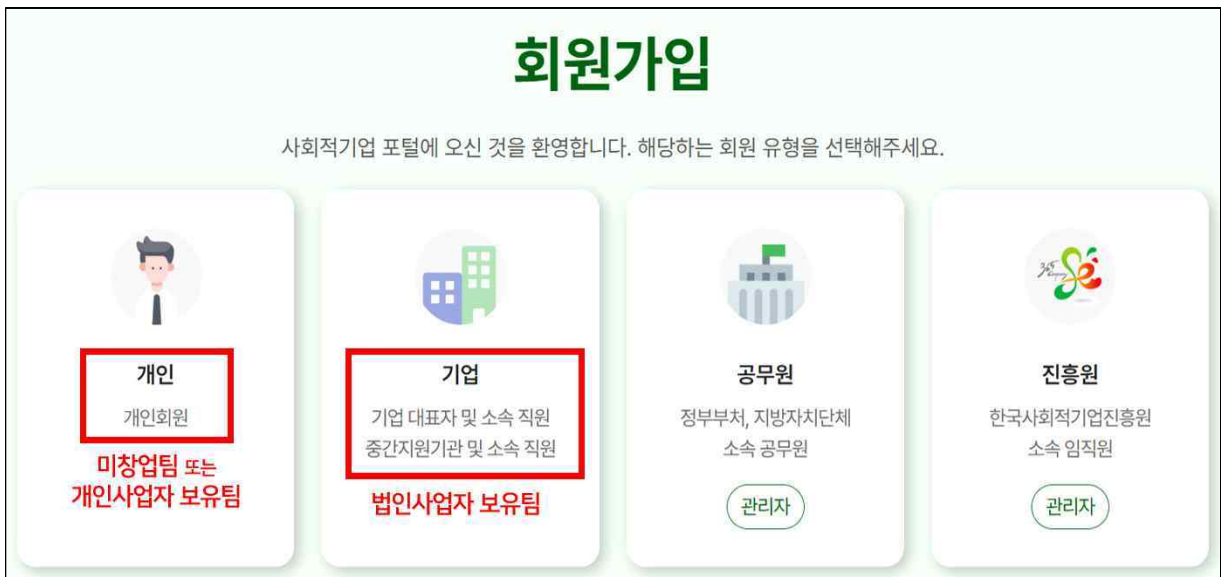 회원가입
사회적기업 포털에 오신 것을 환영합니다. 해당하는 회원 유형을 선택해주세요.
개인
개인회원
미창업팀 또는
개인사업자 보유팀
기업
기업 대표자 및 소속 직원
중간지원기관 및 소속 직원
법인사업자 보유팀
공무원
정부부처, 지방자치단체
소속 공무원
관리자
진흥원
한국사회적기업진흥원
소속 임직원
관리자